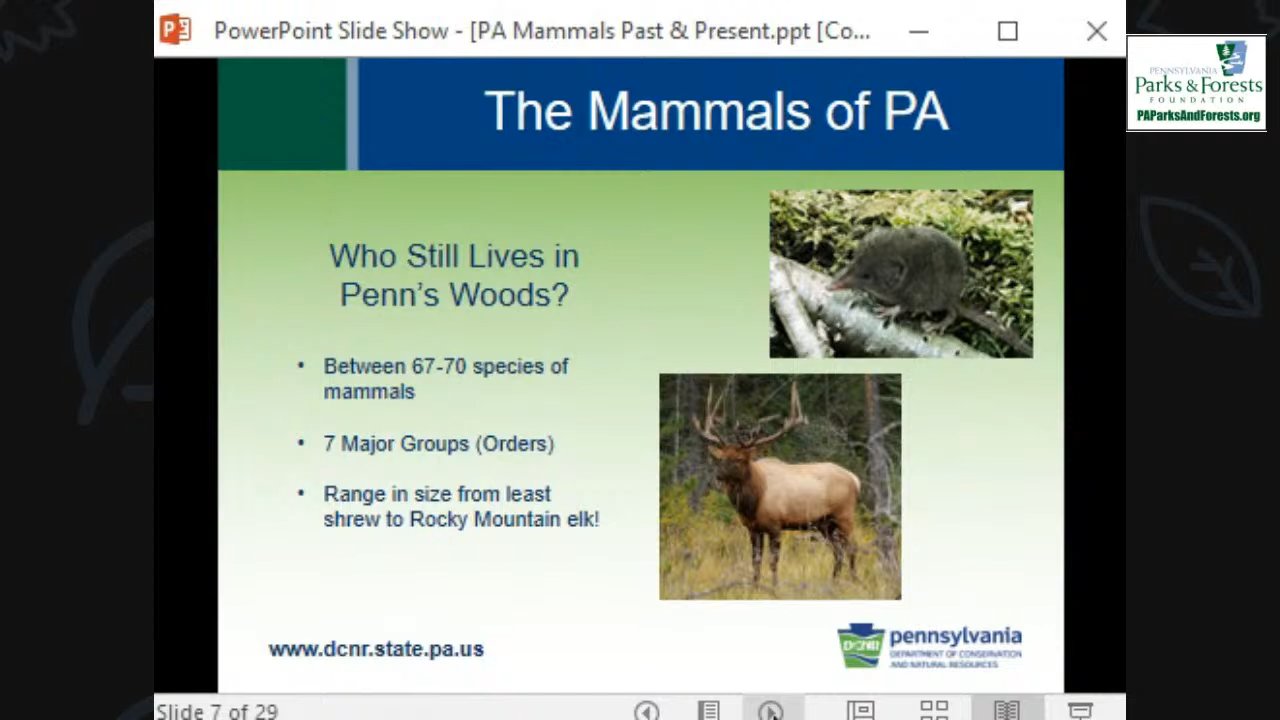 PowerPoint Slide Show - [PA Mammals Past & Present.ppt [Co...
PENNSYLVANIA
Parks & Forests
FOUNDATION
PAParksAndForests.org
The Mammals of PA
Who Still Lives in
Penn's Woods?
• Between 67-70 species of
mammals
• 7 Major Groups (Orders)
• Range in size from least
shrew to Rocky Mountain elk!
www.dcnr.state.pa.us
DCNR
pennsylvania
DEPARTMENT OF CONSERVATION
AND NATURAL RESOURCES
Slide 7 of 29